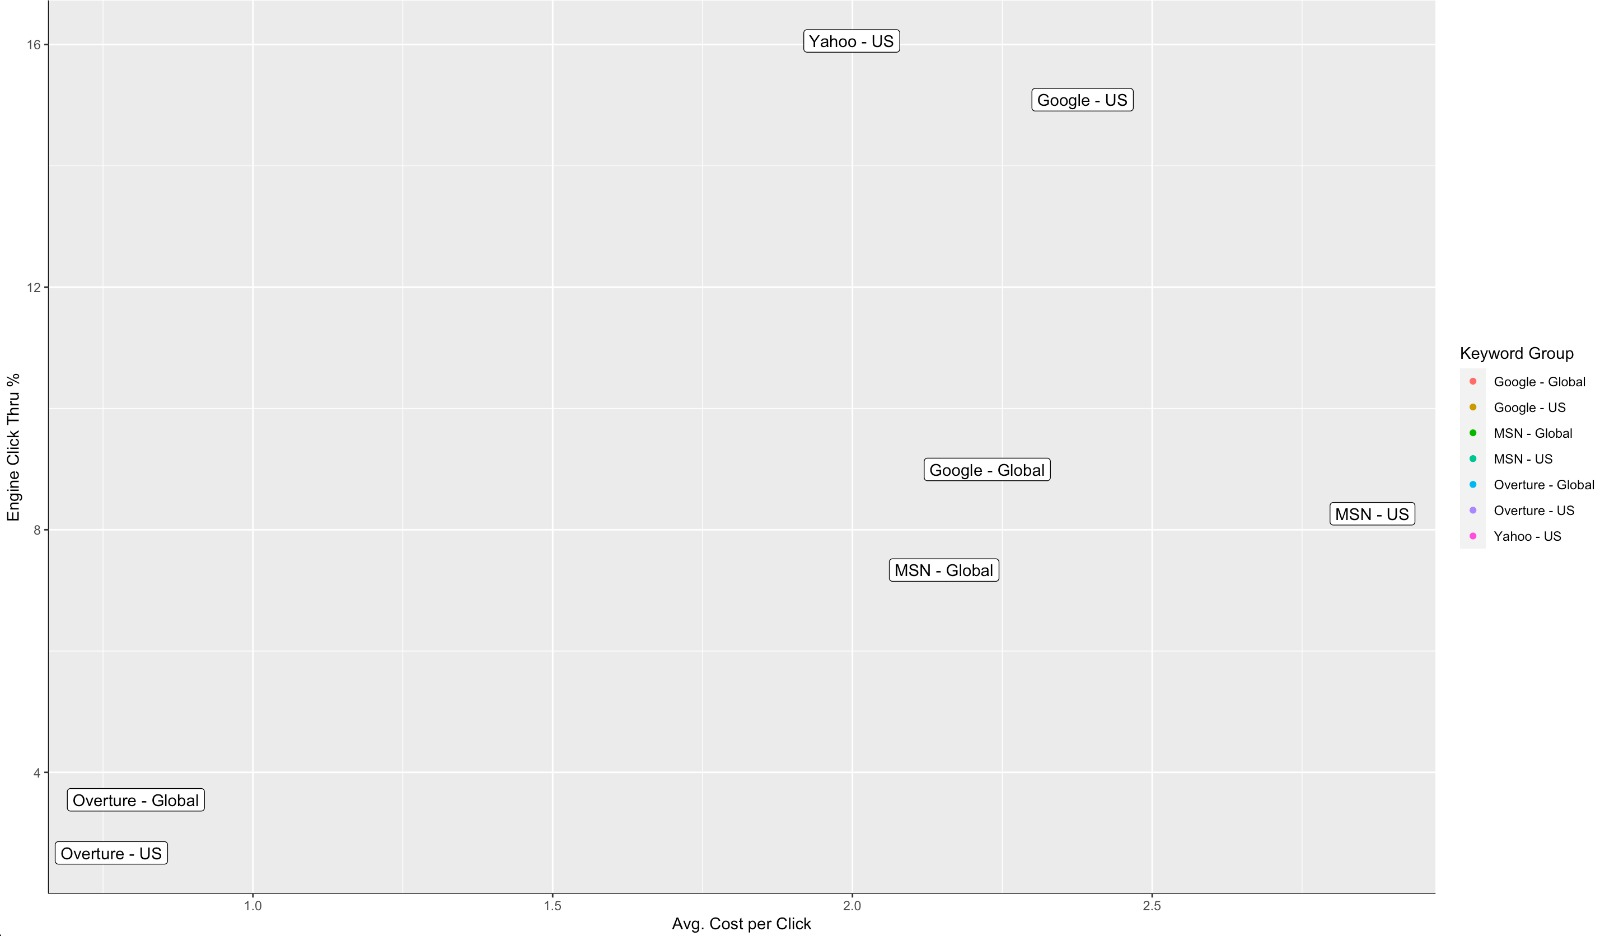 16
12
8
4
Engine Click Thru %
Yahoo - US
Google - US
Google - Global
MSN - US
MSN - Global
Overture - Global
Overture - US
1.0
1.5
2.0
2.5
Avg. Cost per Click
Keyword Group
Google - Global
Google - US
MSN - Global
MSN - US
Overture - Global
Overture - US
Yahoo - US